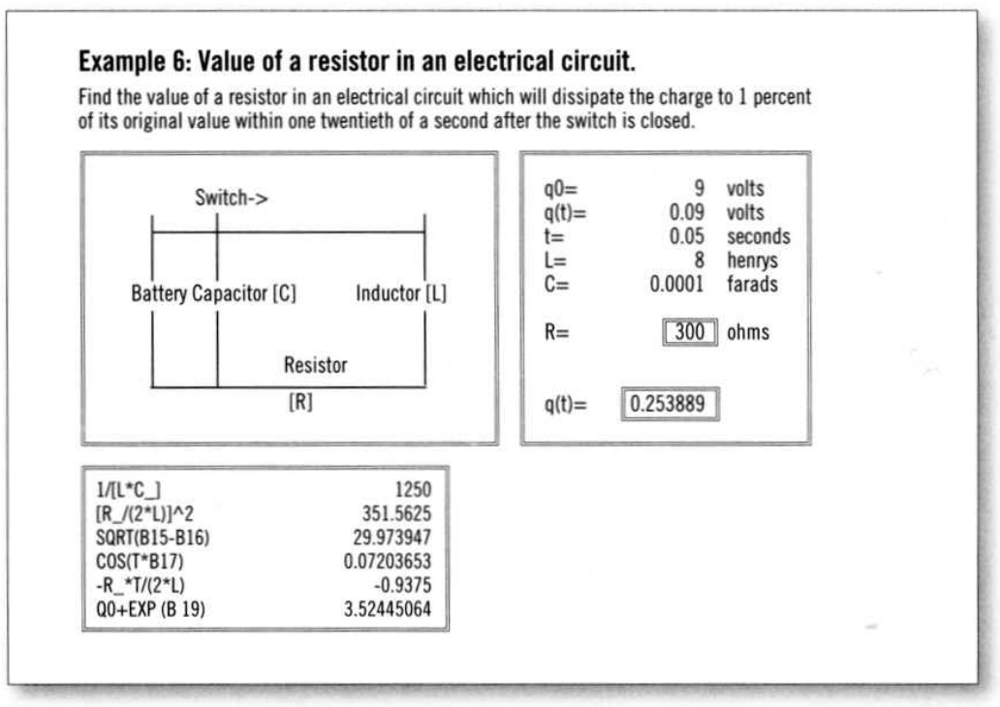 Example 6: Value of a resistor in an electrical circuit.
Find the value of a resistor in an electrical circuit which will dissipate the charge to 1 percent
of its original value within one twentieth of a second after the switch is closed.
Switch->
Battery Capacitor [C] Inductor [L]
Resistor
[R]
q0= 9 volts
q(t)= 0.09 volts
t= 0.05 seconds
L= 8 henrys
C= 0.0001 farads
R= 300 ohms
q(t)= 0.253889
1/[L*C_] 1250
[R_/(2*L)]^2 351.5625
SQRT(B15-B16) 29.973947
COS(T*B17) 0.07203653
-R_*T/(2*L) -0.9375
Q0+EXP (B 19) 3.52445064